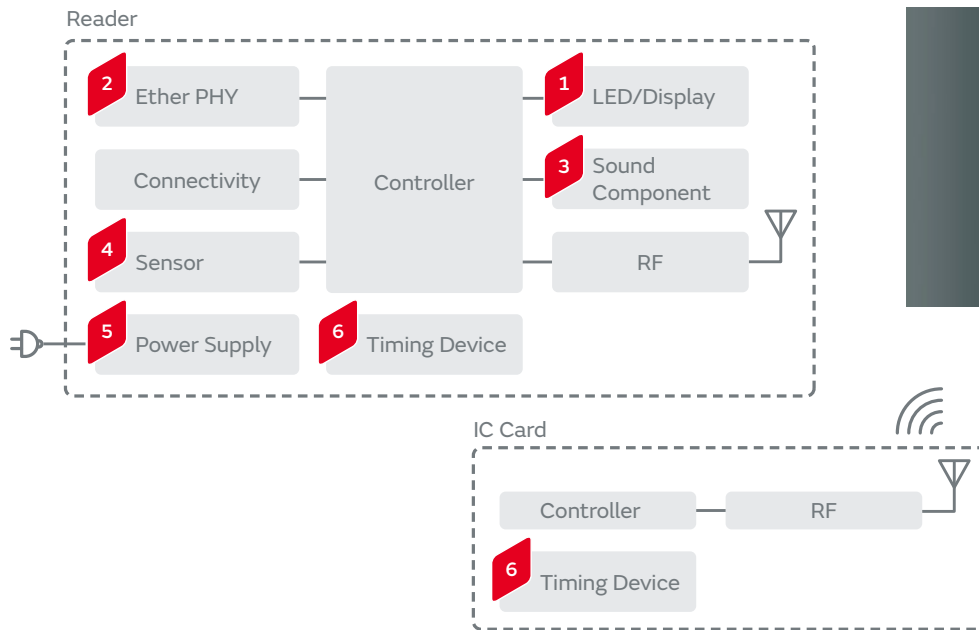 Reader
2
Ether PHY
1
LED/Display
Connectivity
Controller
3
Sound
Component
4
Sensor
RF
5
Power Supply
6
Timing Device
IC Card
Controller
RF
6
Timing Device